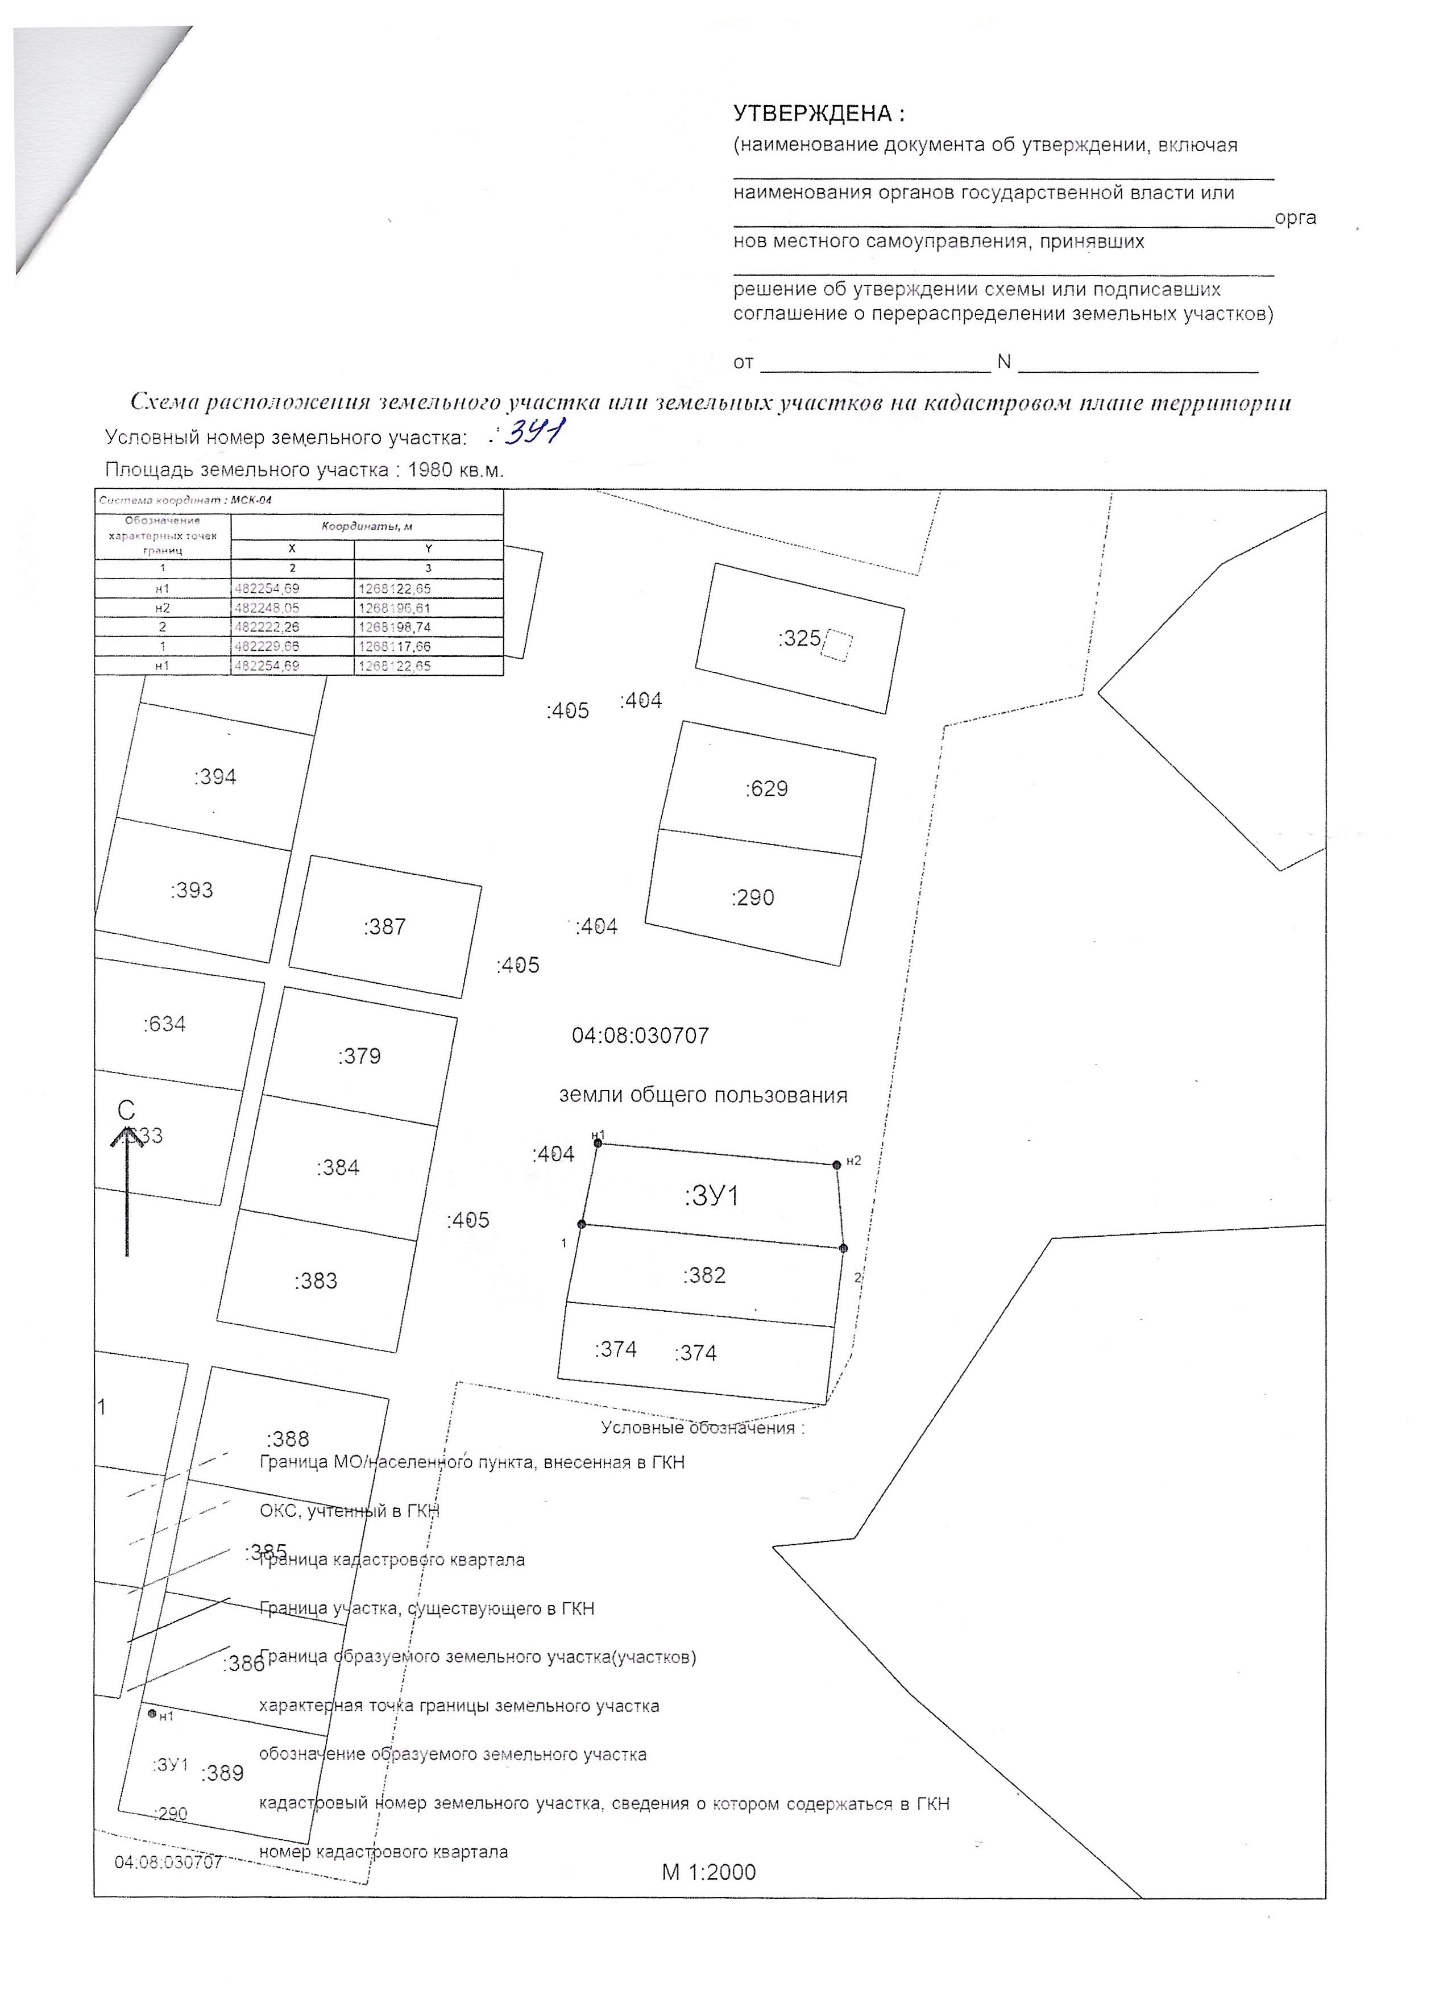 УТВЕРЖДЕНА :
(наименование документа об утверждении, включая
наименования органов государственной власти или
орга
нов местного самоуправления, принявших
решение об утверждении схемы или подписавших
соглашение о перераспределении земельных участков)
от N
Схема расположения земельного участка или земельных участков на кадастровом плане территории
Условный номер земельного участка: :ЗУ1
Площадь земельного участка : 1980 кв.м.
Система координат : МСК-04
Обозначение характерных точек границ
Координаты, м
X Y
1 2 3
н1 482254,69 1268122,65
н2 482248,05 1268196,61
2 482222,26 1268198,74
1 482229,66 1268117,66
н1 482254,69 1268122,65
:325
:405 :404
:394
:629
:393
:290
:387
:404
:405
:634
:379
04:08:030707
земли общего пользования
С
:633
:404
н1
н2
:384
:ЗУ1
:405
1
:383
:382
2
:374 :374
1
Условные обозначения :
:388
Граница МО/населенного пункта, внесенная в ГКН
ОКС, учтенный в ГКН
:385
Граница кадастрового квартала
Граница участка, существующего в ГКН
:386
Граница образуемого земельного участка(участков)
н1 характерная точка границы земельного участка
:ЗУ1 обозначение образуемого земельного участка
:389
:290 кадастровый номер земельного участка, сведения о котором содержаться в ГКН
04:08:030707 номер кадастрового квартала
М 1:2000